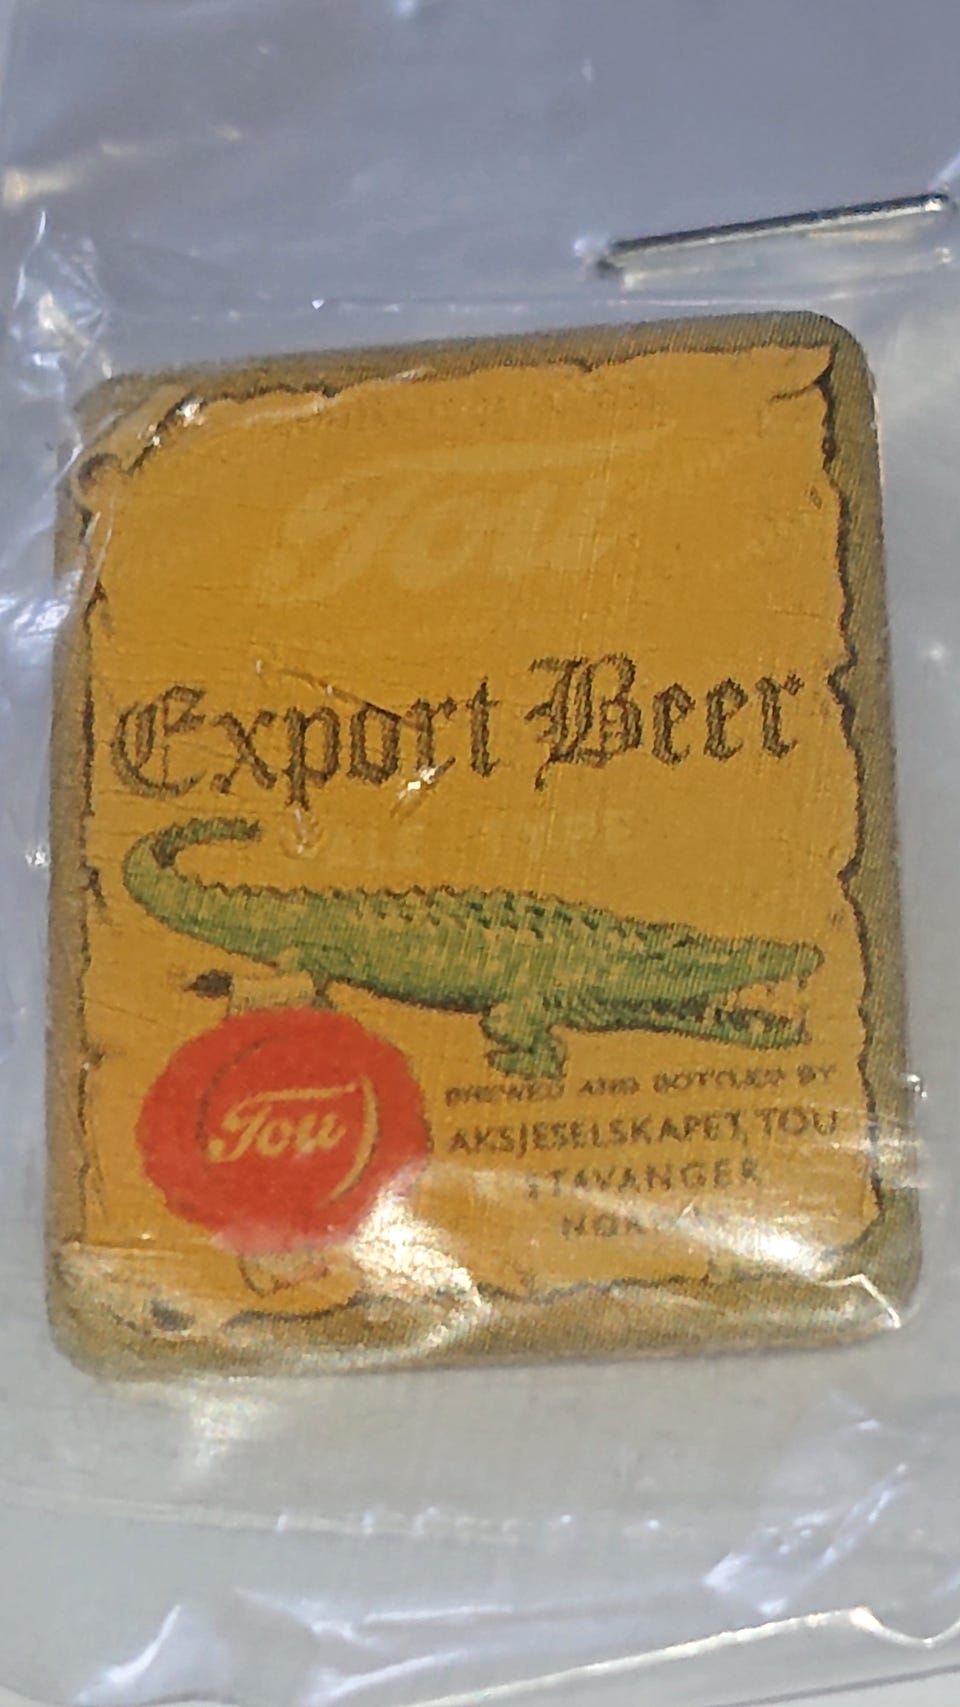 Tou
Export Beer
Tou
BREWED AND BOTTLED BY
AKSJESELSKAPET TOU
STAVANGER